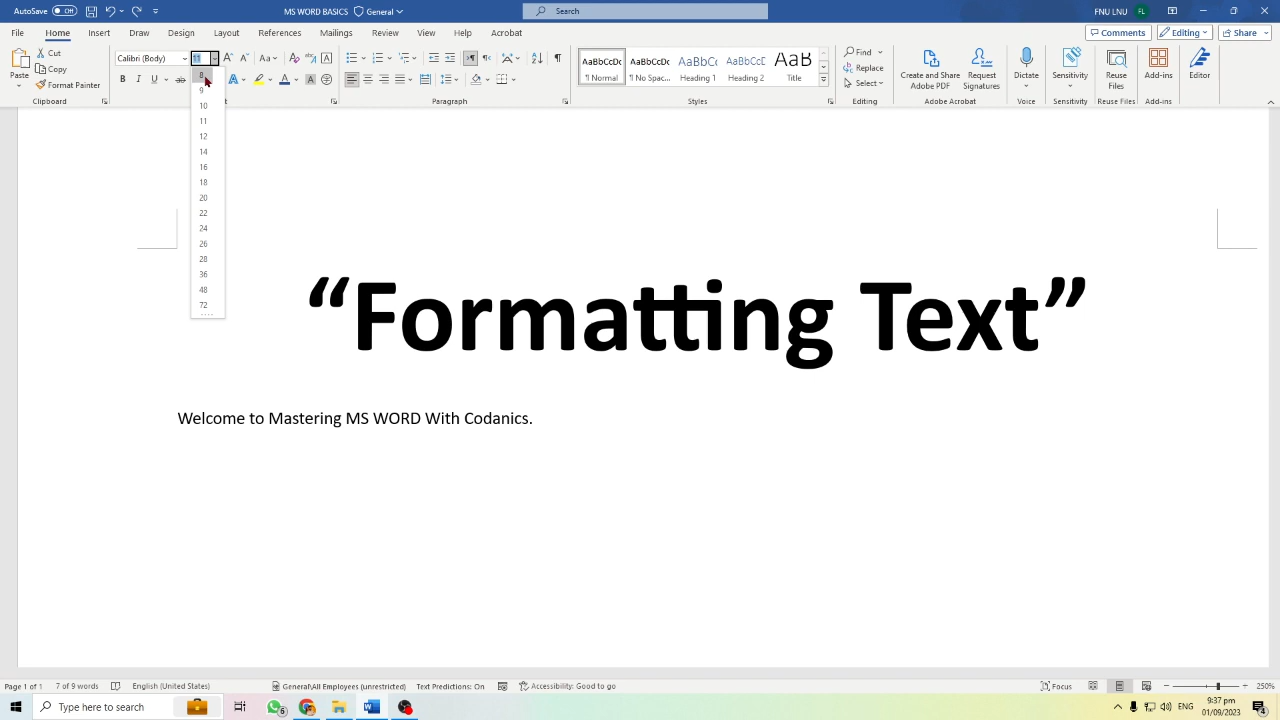 AutoSave Off MS WORD BASICS General Search FNU LNU FL
File Home Insert Draw Design Layout References Mailings Review View Help Acrobat Comments Editing Share
Paste
Cut
Copy
Format Painter
Clipboard
Calibri (Body) 11
8
9
10
11
12
14
16
18
20
22
24
26
28
36
48
72
Paragraph
AaBbCcDc AaBbCcDc AaBbCc AaBbCcD AaB
¶ Normal ¶ No Spac... Heading 1 Heading 2 Title
Styles
Find
Replace
Select
Editing
Create and Share
Adobe PDF
Request
Signatures
Adobe Acrobat
Dictate
Voice
Sensitivity
Sensitivity
Reuse
Files
Reuse Files
Add-ins
Add-ins
Editor
“Formatting Text”
Welcome to Mastering MS WORD With Codanics.
Page 1 of 1 7 of 9 words English (United States) General\All Employees (unrestricted) Text Predictions: On Accessibility: Good to go Focus 250%
Type here to search
6
ENG
9:37 pm
01/09/2023
4